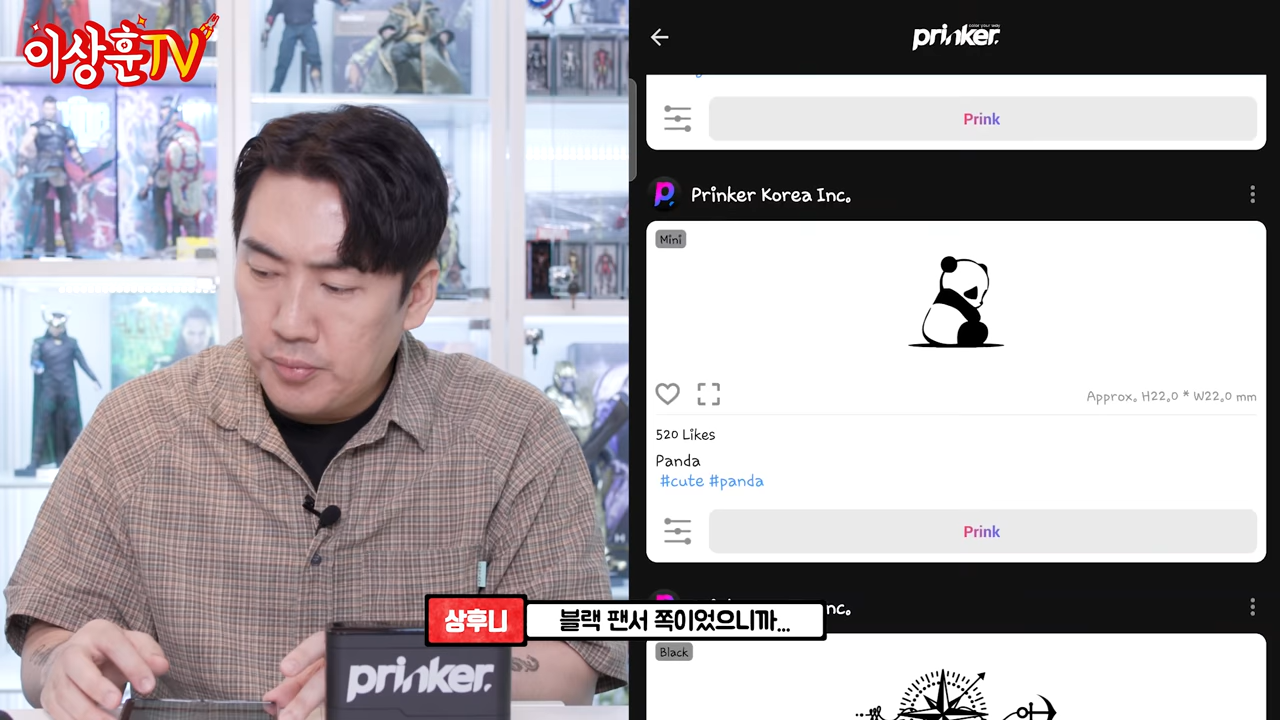 이상훈TV
prinker.
Prink
Prinker Korea Inc.
Mini
Approx. H22.0 * W22.0 mm
520 Likes
Panda
#cute #panda
Prink
nc.
상후니
블랙 팬서 쪽이었으니까...
Black
prinker.